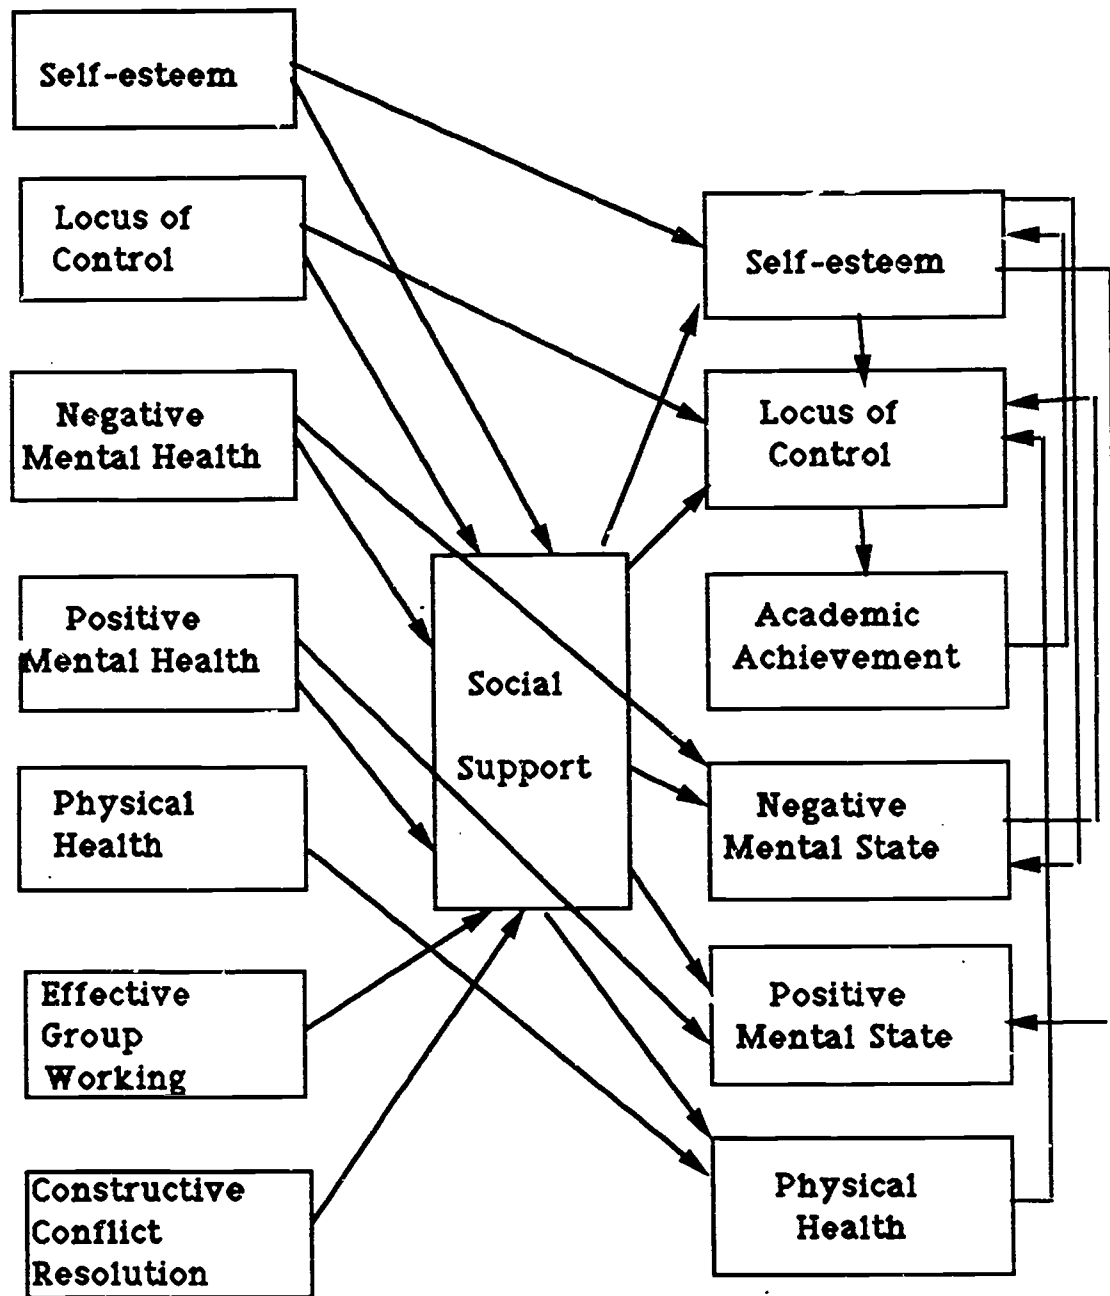 Self-esteem
Locus of
Control
Negative
Mental Health
Positive
Mental Health
Physical
Health
Effective
Group
Working
Constructive
Conflict
Resolution
Social
Support
Self-esteem
Locus of
Control
Academic
Achievement
Negative
Mental State
Positive
Mental State
Physical
Health